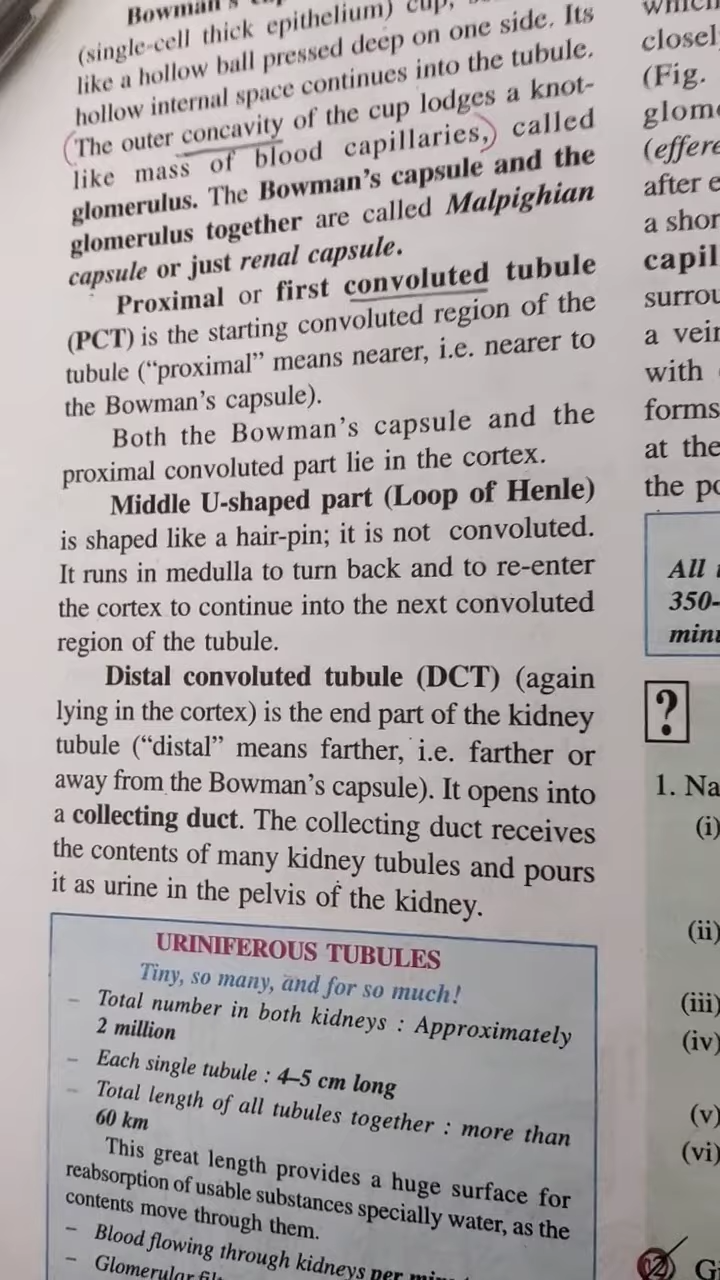 Bowman's
(single-cell thick epithelium) cup,
like a hollow ball pressed deep on one side. Its
hollow internal space continues into the tubule.
(The outer concavity of the cup lodges a knot-
like mass of blood capillaries,) called
glomerulus. The Bowman's capsule and the
glomerulus together are called Malpighian
capsule or just renal capsule.
Proximal or first convoluted tubule
(PCT) is the starting convoluted region of the
tubule ("proximal" means nearer, i.e. nearer to
the Bowman's capsule).
Both the Bowman's capsule and the
proximal convoluted part lie in the cortex.
Middle U-shaped part (Loop of Henle)
is shaped like a hair-pin; it is not convoluted.
It runs in medulla to turn back and to re-enter
the cortex to continue into the next convoluted
region of the tubule.
Distal convoluted tubule (DCT) (again
lying in the cortex) is the end part of the kidney
tubule ("distal" means farther, i.e. farther or
away from the Bowman's capsule). It opens into
a collecting duct. The collecting duct receives
the contents of many kidney tubules and pours
it as urine in the pelvis of the kidney.
URINIFEROUS TUBULES
Tiny, so many, and for so much!
– Total number in both kidneys : Approximately
2 million
– Each single tubule : 4–5 cm long
– Total length of all tubules together : more than
60 km
This great length provides a huge surface for
reabsorption of usable substances specially water, as the
contents move through them.
– Blood flowing through kidneys per
– Glomerular
which
closel
(Fig.
glom
(effere
after e
a shor
capil
surrou
a vein
with
forms
at the
the po
All
350-
minu
?
1. Na
(i)
(ii)
(iii)
(iv)
(v)
(vi)
G